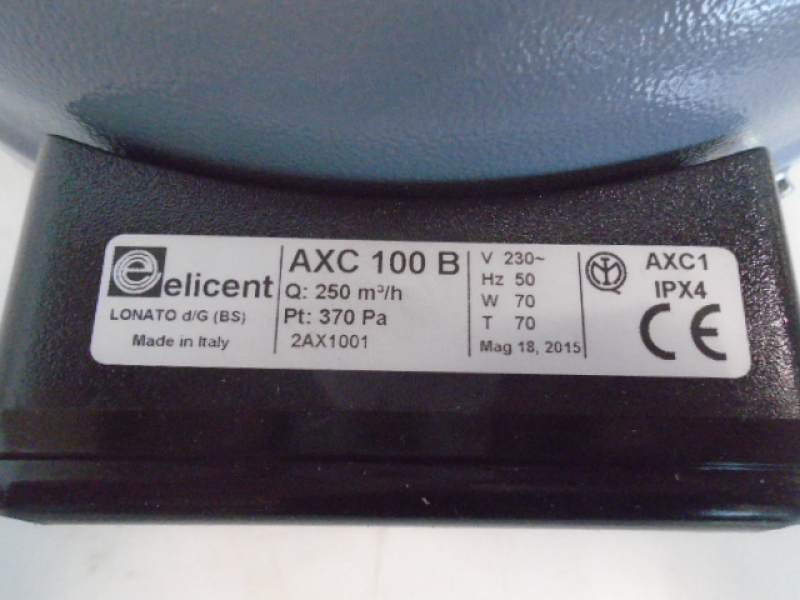 elicent
LONATO d/G (BS)
Made in Italy
AXC 100 B
Q: 250 m³/h
Pt: 370 Pa
2AX1001
V 230~
Hz 50
W 70
T 70
Mag 18, 2015
AXC1
IPX4
CE